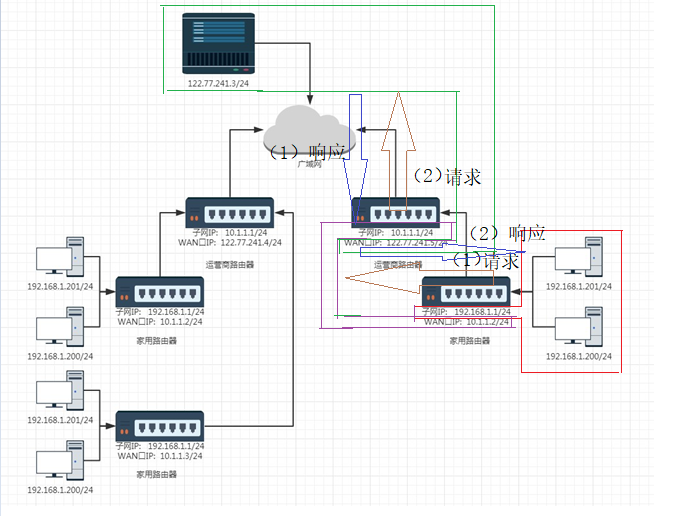 122.77.241.3/24
（1）响应
广域网
（2）请求
子网IP: 10.1.1.1/24
WAN口IP: 122.77.241.4/24
运营商路由器
子网IP: 10.1.1.1/24
WAN口IP: 122.77.241.5/24
运营商路由器
（2）响应
（1）请求
192.168.1.201/24
192.168.1.200/24
子网IP: 192.168.1.1/24
WAN口IP: 10.1.1.2/24
家用路由器
子网IP: 192.168.1.1/24
WAN口IP: 10.1.1.2/24
家用路由器
192.168.1.201/24
192.168.1.200/24
192.168.1.201/24
192.168.1.200/24
子网IP: 192.168.1.1/24
WAN口IP: 10.1.1.3/24
家用路由器